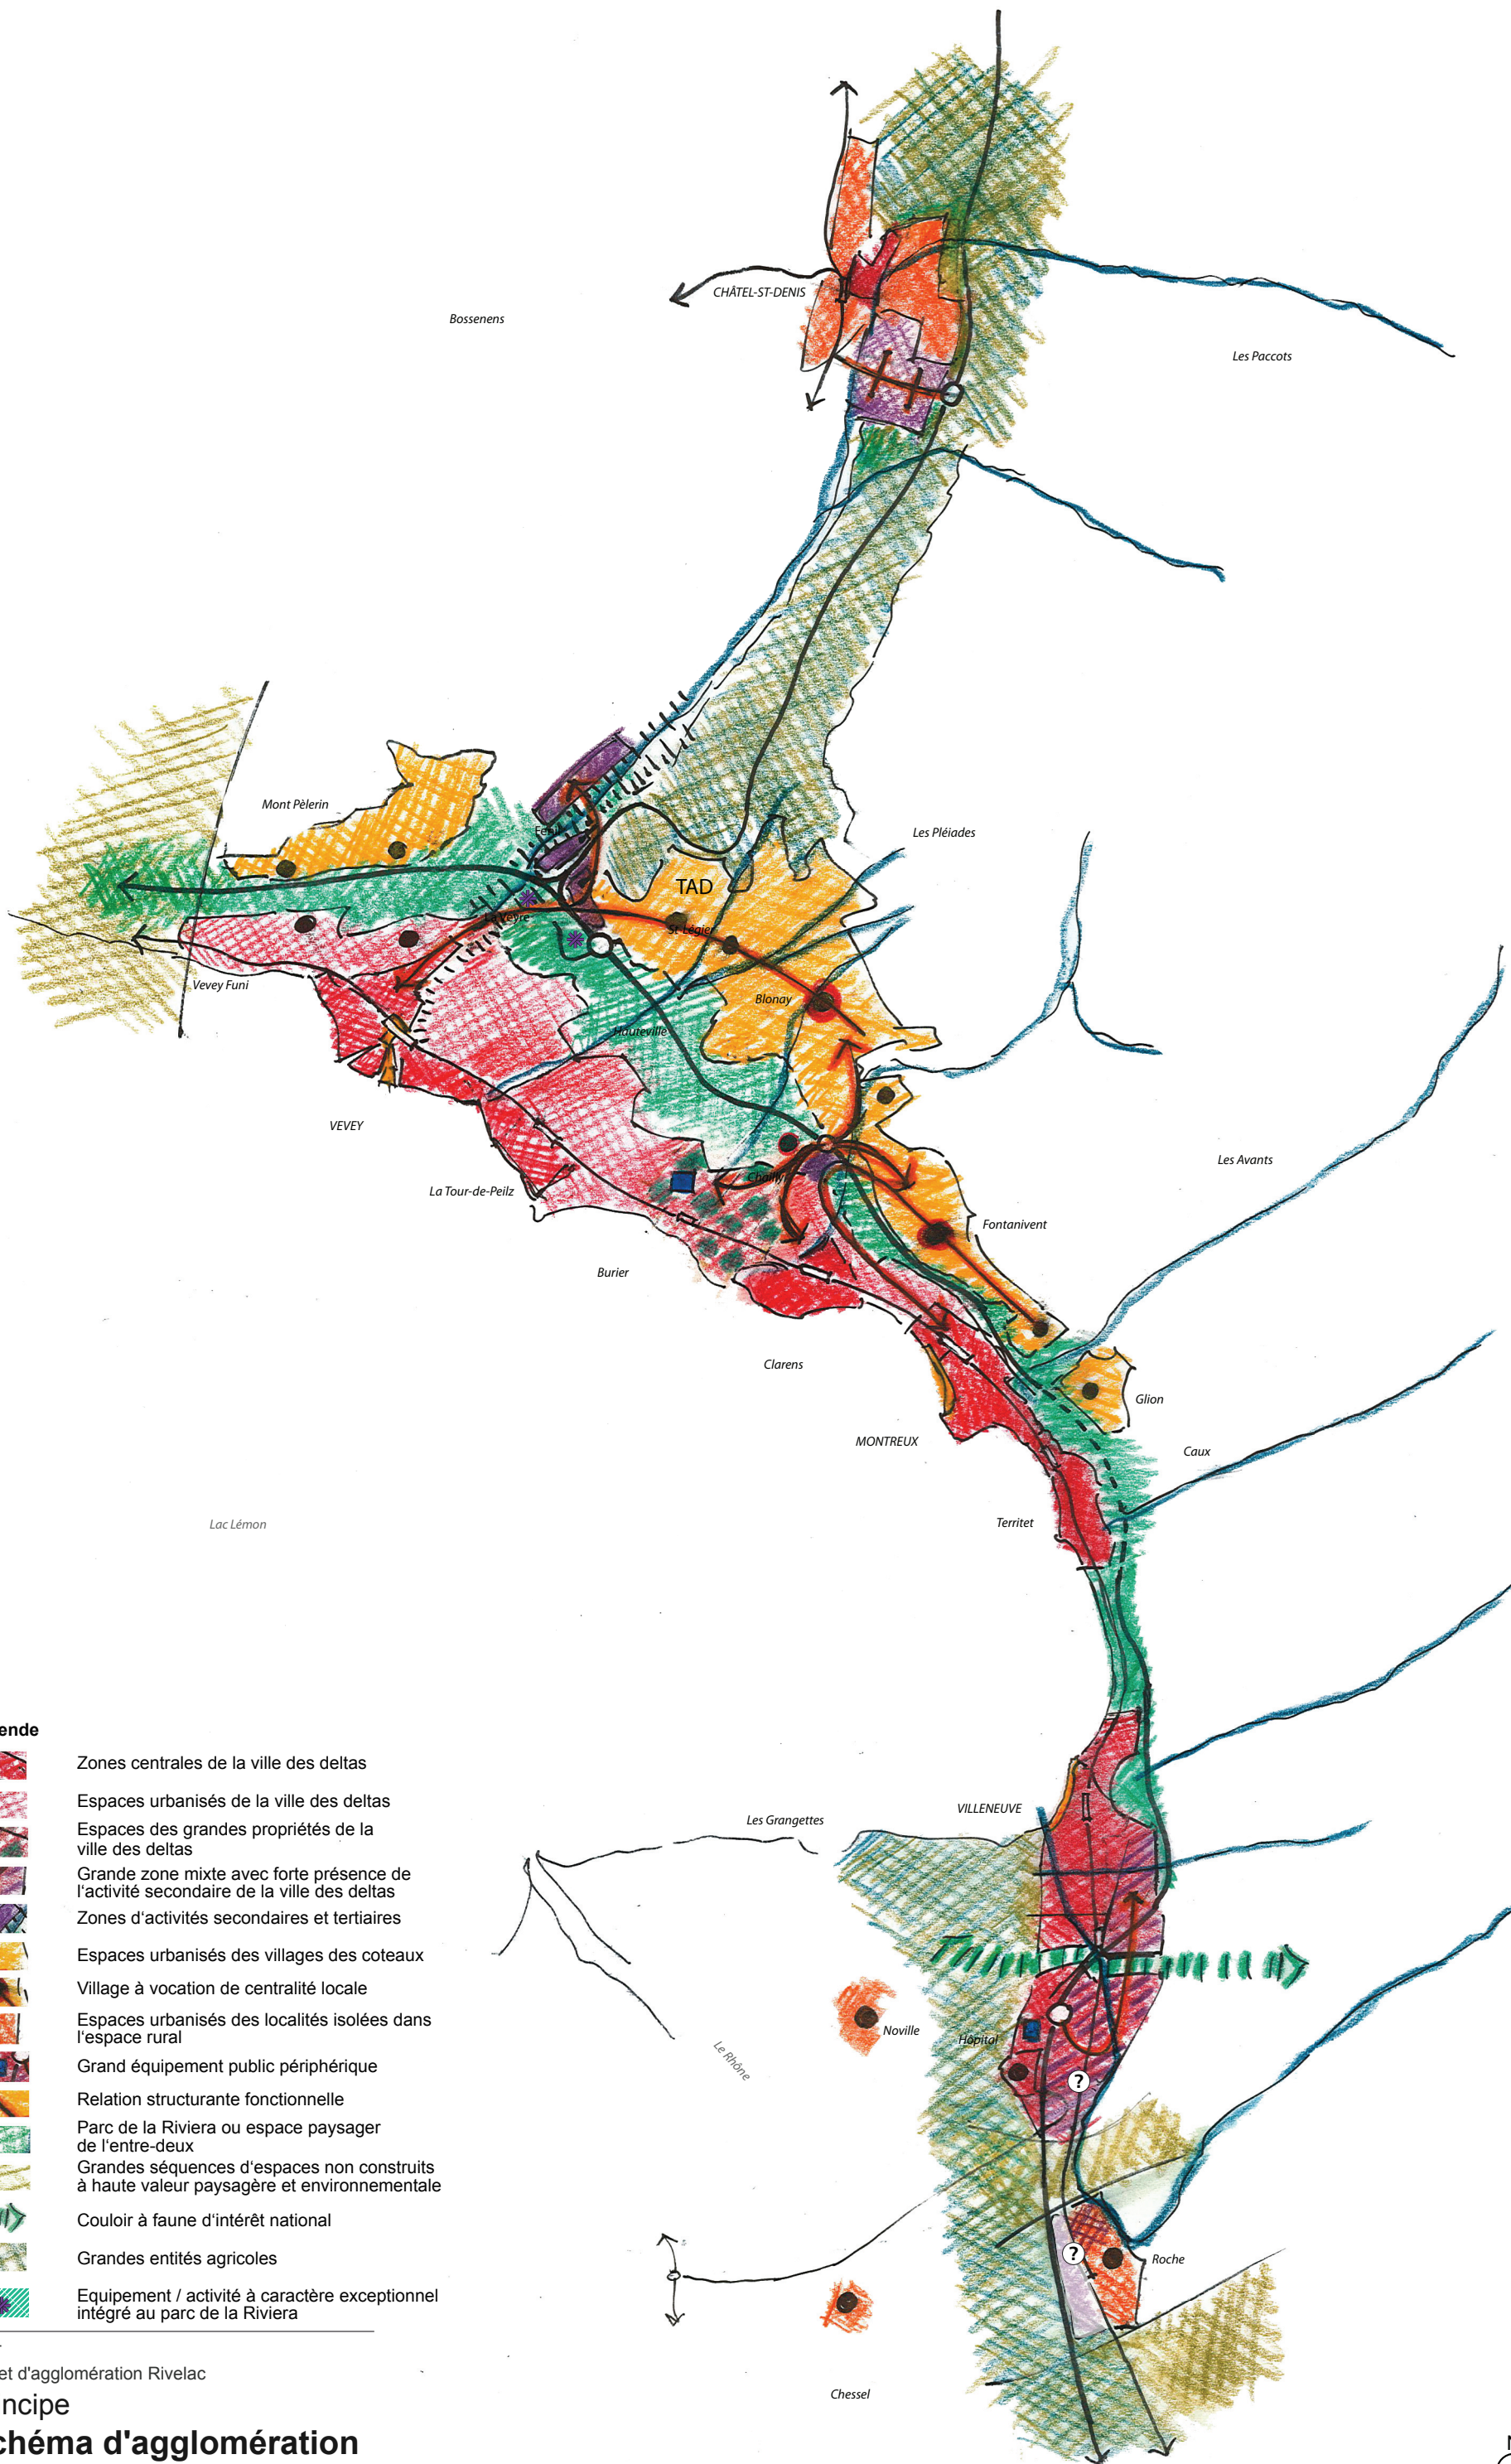 CHÂTEL-ST-DENIS
Bossenens
Les Paccots
Mont Pèlerin
Les Pléiades
TAD
La Veyre
St-Légier
Vevey Funi
Blonay
Hauteville
VEVEY
Les Avants
La Tour-de-Peilz
Chailly
Fontanivent
Burier
Clarens
Glion
MONTREUX
Caux
Lac Lémon
Territet
ende
Zones centrales de la ville des deltas
Espaces urbanisés de la ville des deltas
Espaces des grandes propriétés de la
ville des deltas
Grande zone mixte avec forte présence de
l'activité secondaire de la ville des deltas
Zones d'activités secondaires et tertiaires
Espaces urbanisés des villages des coteaux
Village à vocation de centralité locale
Espaces urbanisés des localités isolées dans
l'espace rural
Grand équipement public périphérique
Relation structurante fonctionnelle
Parc de la Riviera ou espace paysager
de l'entre-deux
Grandes séquences d'espaces non construits
à haute valeur paysagère et environnementale
Couloir à faune d'intérêt national
Grandes entités agricoles
Equipement / activité à caractère exceptionnel
intégré au parc de la Riviera
Les Grangettes
VILLENEUVE
Noville
Hôpital
Le Rhône
?
?
Roche
Chessel
et d'agglomération Rivelac
ncipe
chéma d'agglomération